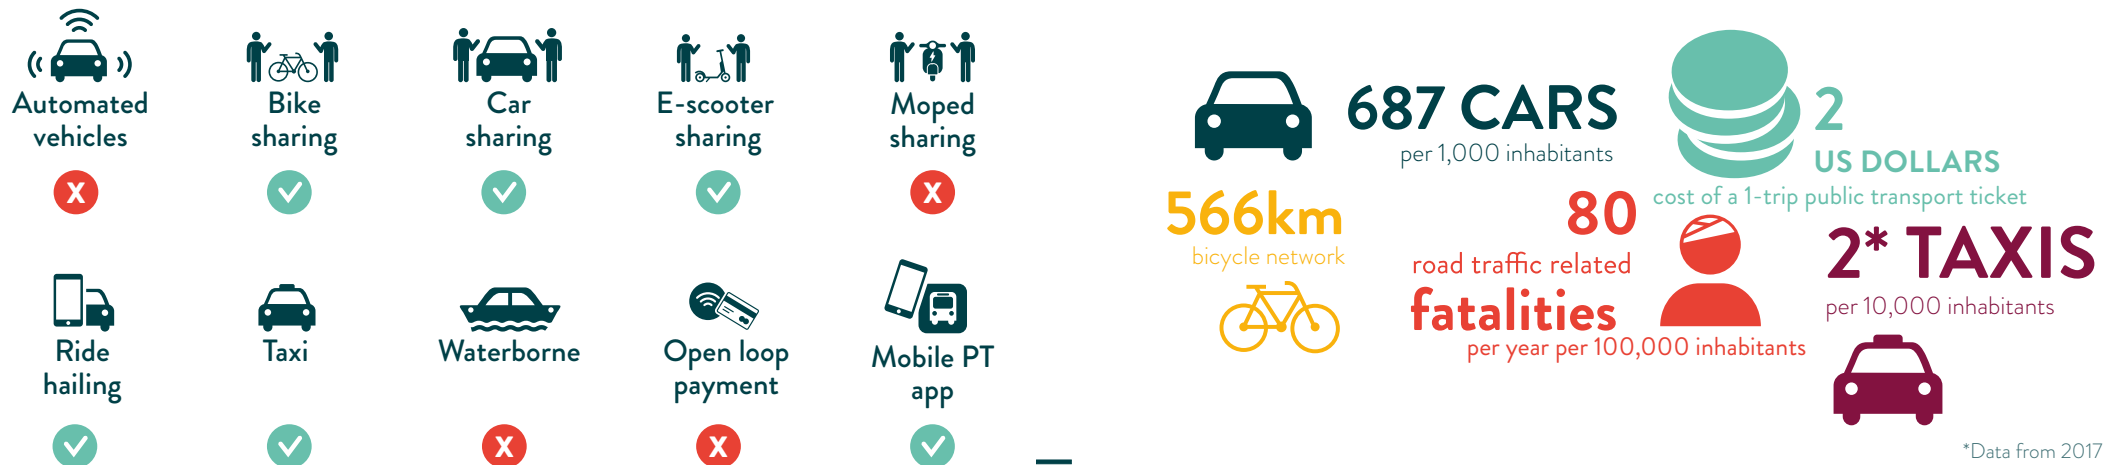 Automated
vehicles
X
Bike
sharing
Car
sharing
E-scooter
sharing
Moped
sharing
X
Ride
hailing
Taxi
Waterborne
X
Open loop
payment
X
Mobile PT
app
687 CARS
per 1,000 inhabitants
2
US DOLLARS
cost of a 1-trip public transport ticket
566km
bicycle network
80
road traffic related
fatalities
per year per 100,000 inhabitants
2* TAXIS
per 10,000 inhabitants
*Data from 2017